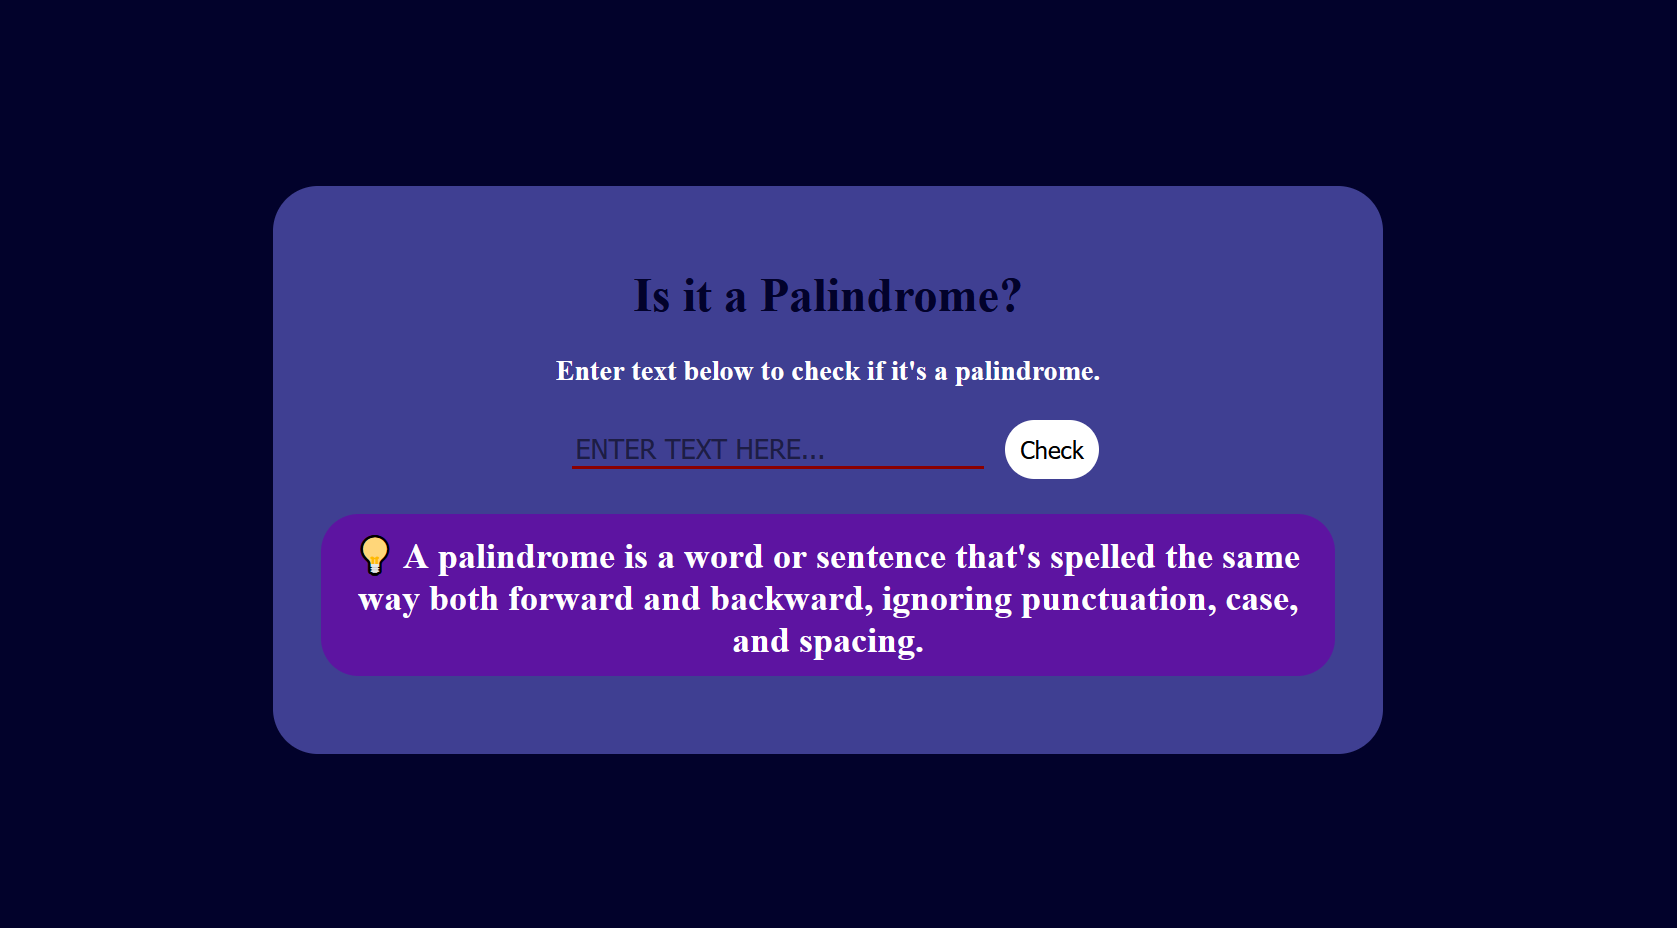 Is it a Palindrome?
Enter text below to check if it's a palindrome.
ENTER TEXT HERE...
Check
💡 A palindrome is a word or sentence that's spelled the same
way both forward and backward, ignoring punctuation, case,
and spacing.